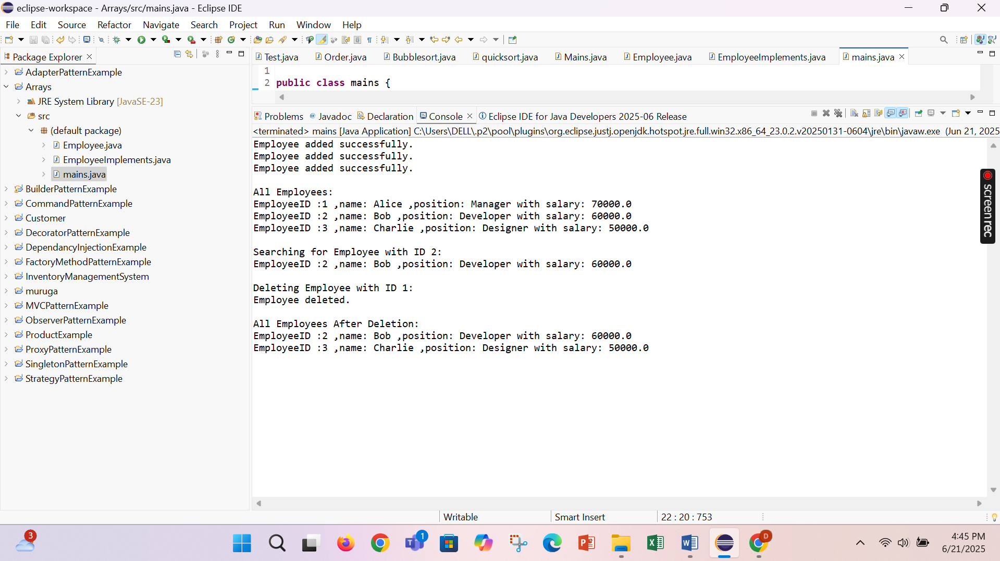 eclipse-workspace - Arrays/src/mains.java - Eclipse IDE
File Edit Source Refactor Navigate Search Project Run Window Help
Package Explorer
AdapterPatternExample
Arrays
JRE System Library [JavaSE-23]
src
(default package)
Employee.java
EmployeeImplements.java
mains.java
BuilderPatternExample
CommandPatternExample
Customer
DecoratorPatternExample
DependancyInjectionExample
FactoryMethodPatternExample
InventoryManagementSystem
muruga
MVCPatternExample
ObserverPatternExample
ProductExample
ProxyPatternExample
SingletonPatternExample
StrategyPatternExample
Test.java Order.java Bubblesort.java quicksort.java Mains.java Employee.java EmployeeImplements.java mains.java
1
2 public class mains {
Problems Javadoc Declaration Console Eclipse IDE for Java Developers 2025-06 Release
<terminated> mains [Java Application] C:\Users\DELL\.p2\pool\plugins\org.eclipse.justj.openjdk.hotspot.jre.full.win32.x86_64_23.0.2.v20250131-0604\jre\bin\javaw.exe (Jun 21, 2025
Employee added successfully.
Employee added successfully.
Employee added successfully.
All Employees:
EmployeeID :1 ,name: Alice ,position: Manager with salary: 70000.0
EmployeeID :2 ,name: Bob ,position: Developer with salary: 60000.0
EmployeeID :3 ,name: Charlie ,position: Designer with salary: 50000.0
Searching for Employee with ID 2:
EmployeeID :2 ,name: Bob ,position: Developer with salary: 60000.0
Deleting Employee with ID 1:
Employee deleted.
All Employees After Deletion:
EmployeeID :2 ,name: Bob ,position: Developer with salary: 60000.0
EmployeeID :3 ,name: Charlie ,position: Designer with salary: 50000.0
screenrec
Writable Smart Insert 22 : 20 : 753
3
1
D
4:45 PM
6/21/2025